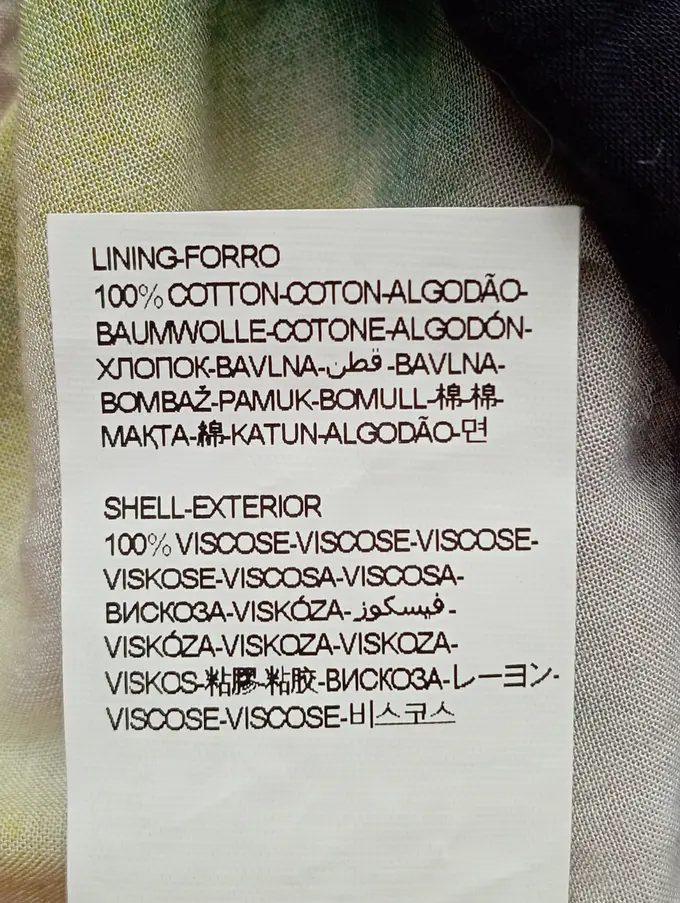 LINING-FORRO
100% COTTON-COTON-ALGODÃO-
BAUMWOLLE-COTONE-ALGODÓN-
ХЛОПОК-BAVLNA-قطن-BAVLNA-
BOMBAŽ-PAMUK-BOMULL-棉-棉-
МАҚТА-綿-KATUN-ALGODÃO-면
SHELL-EXTERIOR
100% VISCOSE-VISCOSE-VISCOSE-
VISKOSE-VISCOSA-VISCOSA-
ВИСКОЗА-VISKÓZA-فيسكوز-
VISKÓZA-VISKOZA-VISKOZA-
VISKOS-粘膠-粘胶-ВИСКОЗА-レーヨン-
VISCOSE-VISCOSE-비스코스